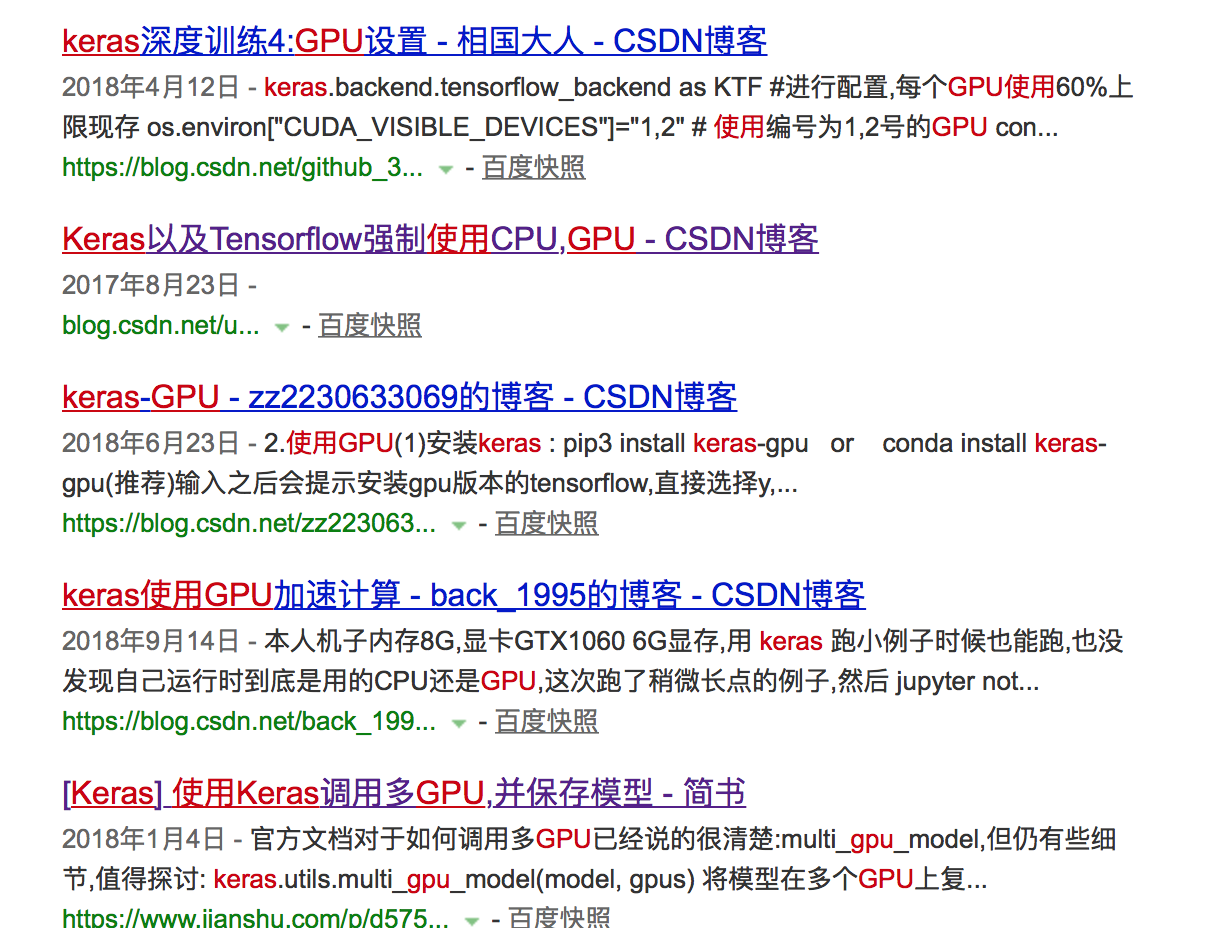 keras深度训练4:GPU设置 - 相国大人 - CSDN博客
2018年4月12日 - keras.backend.tensorflow_backend as KTF #进行配置,每个GPU使用60%上
限现存 os.environ["CUDA_VISIBLE_DEVICES"]="1,2" # 使用编号为1,2号的GPU con...
https://blog.csdn.net/github_3... - 百度快照
Keras以及Tensorflow强制使用CPU,GPU - CSDN博客
2017年8月23日 -
blog.csdn.net/u... - 百度快照
keras-GPU - zz2230633069的博客 - CSDN博客
2018年6月23日 - 2.使用GPU(1)安装keras : pip3 install keras-gpu or conda install keras-
gpu(推荐)输入之后会提示安装gpu版本的tensorflow,直接选择y,...
https://blog.csdn.net/zz223063... - 百度快照
keras使用GPU加速计算 - back_1995的博客 - CSDN博客
2018年9月14日 - 本人机子内存8G,显卡GTX1060 6G显存,用 keras 跑小例子时候也能跑,也没
发现自己运行时到底是用的CPU还是GPU,这次跑了稍微长点的例子,然后 jupyter not...
https://blog.csdn.net/back_199... - 百度快照
[Keras] 使用Keras调用多GPU,并保存模型 - 简书
2018年1月4日 - 官方文档对于如何调用多GPU已经说的很清楚:multi_gpu_model,但仍有些细
节,值得探讨: keras.utils.multi_gpu_model(model, gpus) 将模型在多个GPU上复...
https://www.jianshu.com/p/d575... - 百度快照